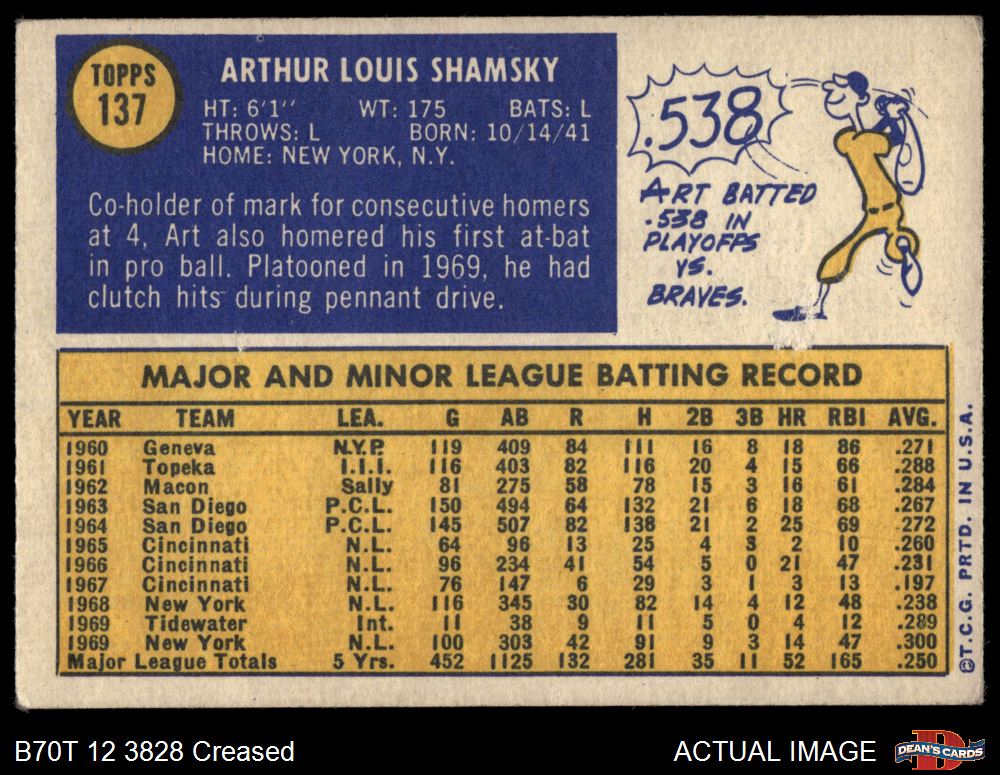 TOPPS
137
ARTHUR LOUIS SHAMSKY
HT: 6'1'' WT: 175 BATS: L
THROWS: L BORN: 10/14/41
HOME: NEW YORK, N.Y.
Co-holder of mark for consecutive homers
at 4, Art also homered his first at-bat
in pro ball. Platooned in 1969, he had
clutch hits during pennant drive.
.538
ART BATTED
.538 IN
PLAYOFFS
VS.
BRAVES.
MAJOR AND MINOR LEAGUE BATTING RECORD
YEAR TEAM LEA. G AB R H 2B 3B HR RBI AVG.
1960 Geneva N.Y.P. 119 409 84 111 16 8 18 86 .271
1961 Topeka I.I.I. 116 403 82 116 20 4 15 66 .288
1962 Macon Sally 81 275 58 78 15 3 16 61 .284
1963 San Diego P.C.L. 150 494 64 132 21 6 18 68 .267
1964 San Diego P.C.L. 145 507 82 138 21 2 25 69 .272
1965 Cincinnati N.L. 64 96 13 25 4 3 2 10 .260
1966 Cincinnati N.L. 96 234 41 54 5 0 21 47 .231
1967 Cincinnati N.L. 76 147 6 29 3 1 3 13 .197
1968 New York N.L. 116 345 30 82 14 4 12 48 .238
1969 Tidewater Int. 11 38 9 11 5 0 4 12 .289
1969 New York N.L. 100 303 42 91 9 3 14 47 .300
Major League Totals 5 Yrs. 452 1125 132 281 35 11 52 165 .250
©T.C.G. PRTD. IN U.S.A.
B70T 12 3828 Creased
ACTUAL IMAGE
DEAN'S CARDS